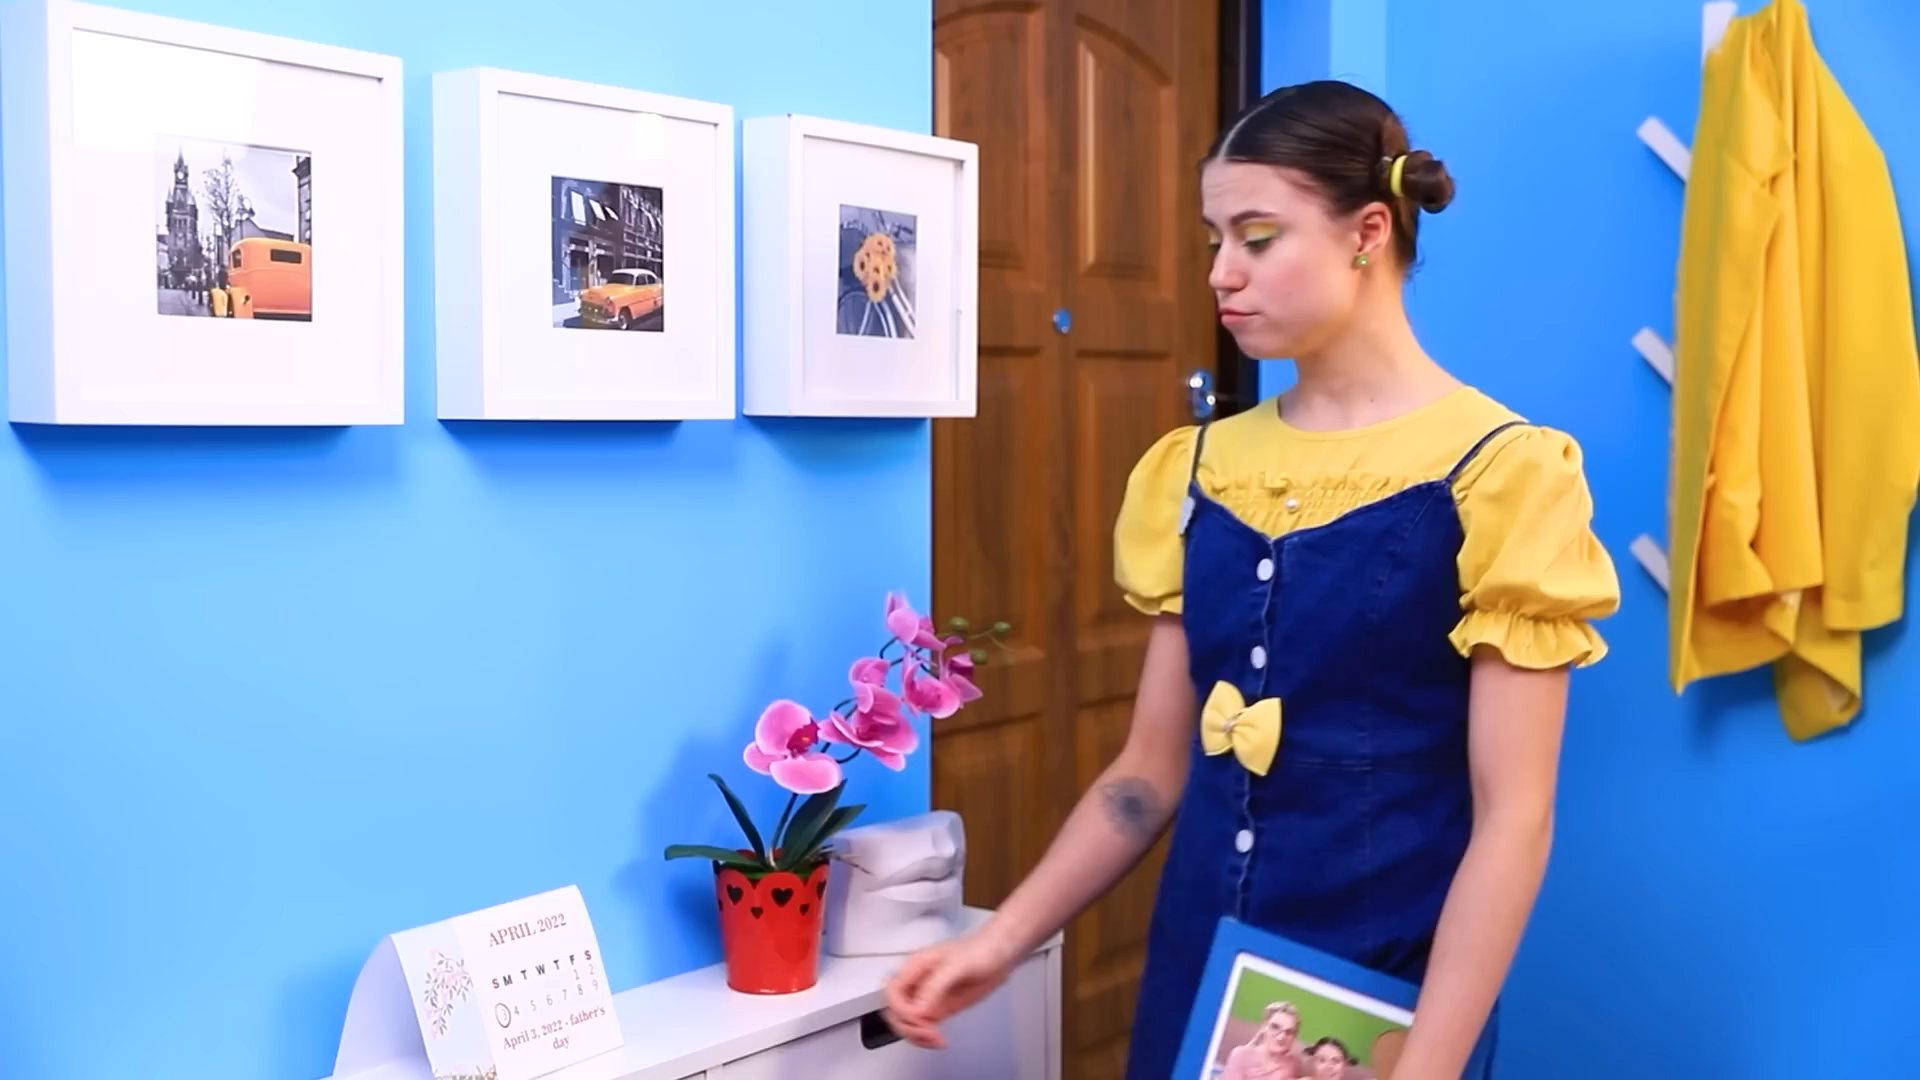 APRIL 2022
S M T W T F S
1 2
3 4 5 6 7 8 9
April 3, 2022 - father's
day